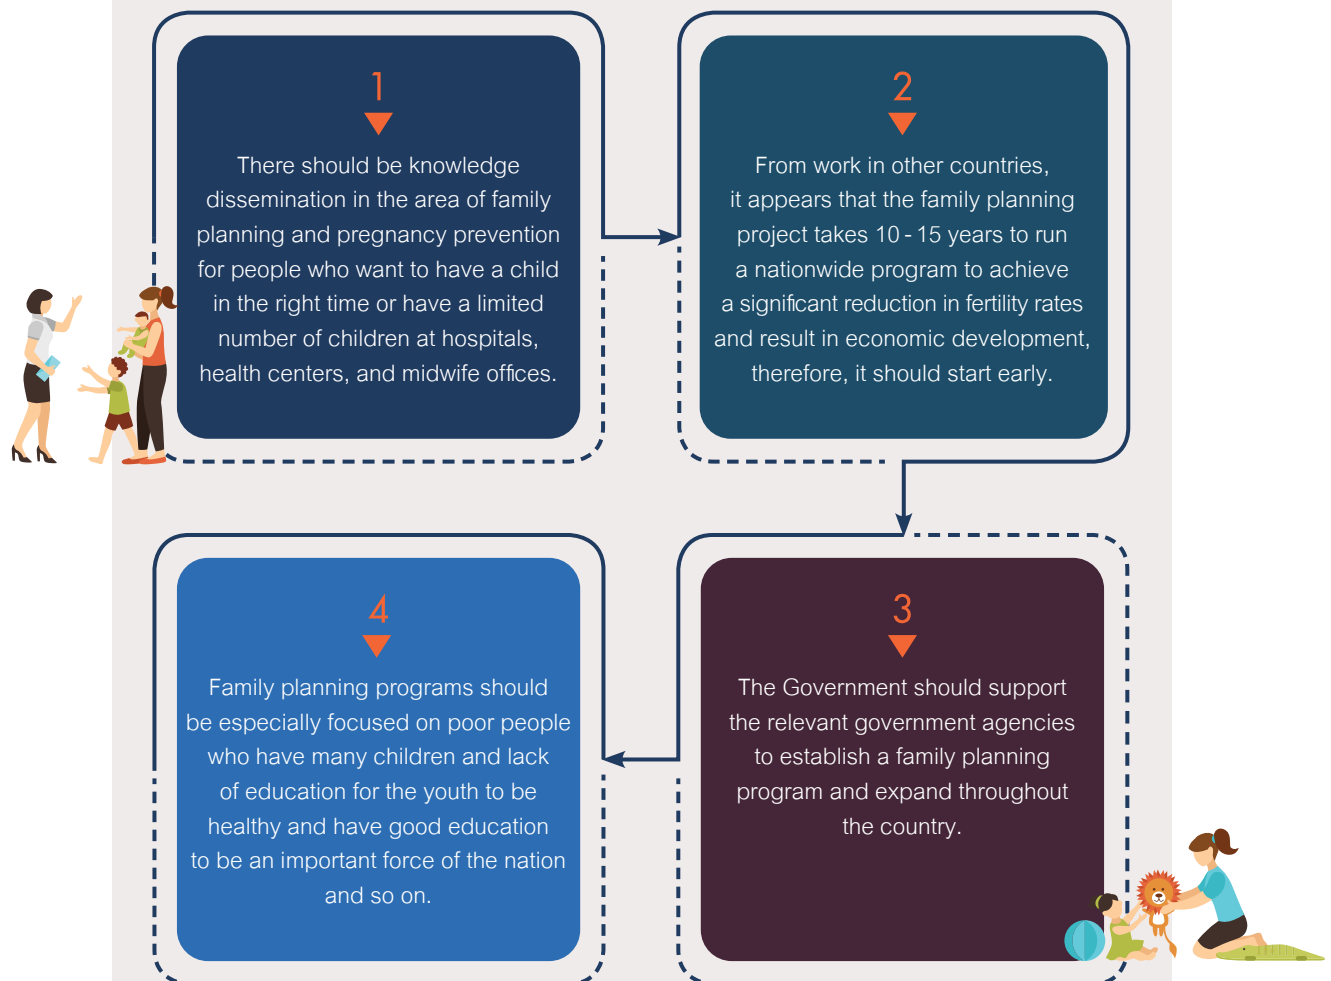 1
There should be knowledge
dissemination in the area of family
planning and pregnancy prevention
for people who want to have a child
in the right time or have a limited
number of children at hospitals,
health centers, and midwife offices.
2
From work in other countries,
it appears that the family planning
project takes 10 - 15 years to run
a nationwide program to achieve
a significant reduction in fertility rates
and result in economic development,
therefore, it should start early.
3
The Government should support
the relevant government agencies
to establish a family planning
program and expand throughout
the country.
4
Family planning programs should
be especially focused on poor people
who have many children and lack
of education for the youth to be
healthy and have good education
to be an important force of the nation
and so on.